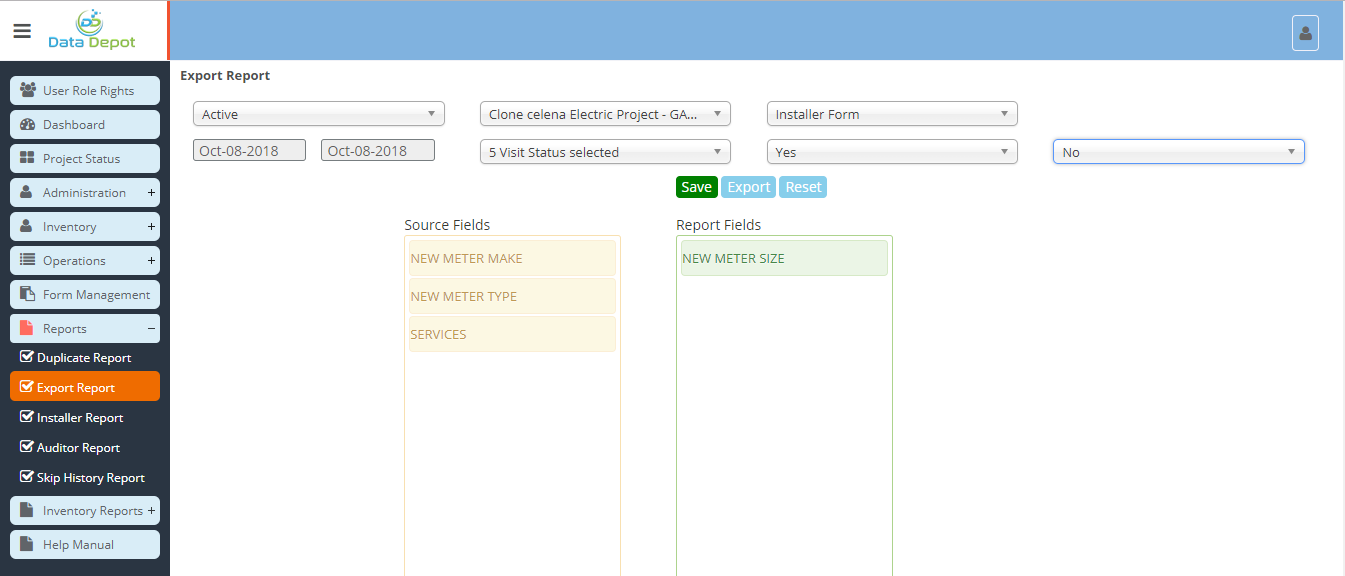 Data Depot
User Role Rights
Dashboard
Project Status
Administration +
Inventory +
Operations +
Form Management
Reports −
Duplicate Report
Export Report
Installer Report
Auditor Report
Skip History Report
Inventory Reports +
Help Manual
Export Report
Active Clone celena Electric Project - GA... Installer Form
Oct-08-2018 Oct-08-2018 5 Visit Status selected Yes No
Save Export Reset
Source Fields Report Fields
NEW METER MAKE NEW METER SIZE
NEW METER TYPE
SERVICES